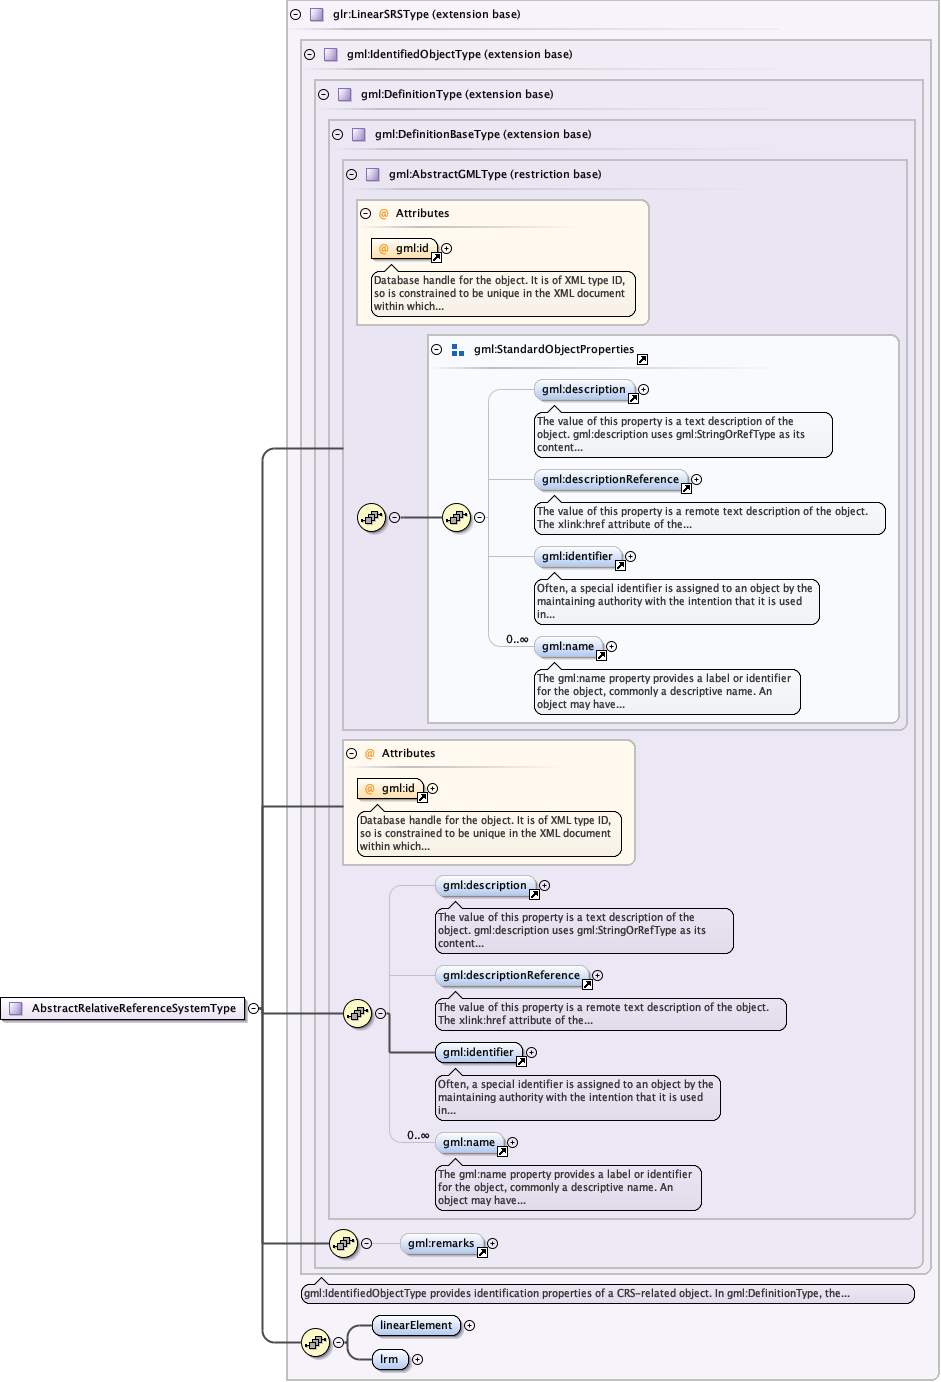 glr:LinearSRSType (extension base)
gml:IdentifiedObjectType (extension base)
gml:DefinitionType (extension base)
gml:DefinitionBaseType (extension base)
gml:AbstractGMLType (restriction base)
@ Attributes
@ gml:id
Database handle for the object. It is of XML type ID,
so is constrained to be unique in the XML document
within which...
gml:StandardObjectProperties
gml:description
The value of this property is a text description of the
object. gml:description uses gml:StringOrRefType as its
content...
gml:descriptionReference
The value of this property is a remote text description of the object.
The xlink:href attribute of the...
gml:identifier
Often, a special identifier is assigned to an object by the
maintaining authority with the intention that it is used
in...
0..∞
gml:name
The gml:name property provides a label or identifier
for the object, commonly a descriptive name. An
object may have...
@ Attributes
@ gml:id
Database handle for the object. It is of XML type ID,
so is constrained to be unique in the XML document
within which...
gml:description
The value of this property is a text description of the
object. gml:description uses gml:StringOrRefType as its
content...
gml:descriptionReference
The value of this property is a remote text description of the object.
The xlink:href attribute of the...
AbstractRelativeReferenceSystemType
gml:identifier
Often, a special identifier is assigned to an object by the
maintaining authority with the intention that it is used
in...
0..∞
gml:name
The gml:name property provides a label or identifier
for the object, commonly a descriptive name. An
object may have...
gml:remarks
gml:IdentifiedObjectType provides identification properties of a CRS-related object. In gml:DefinitionType, the...
linearElement
lrm